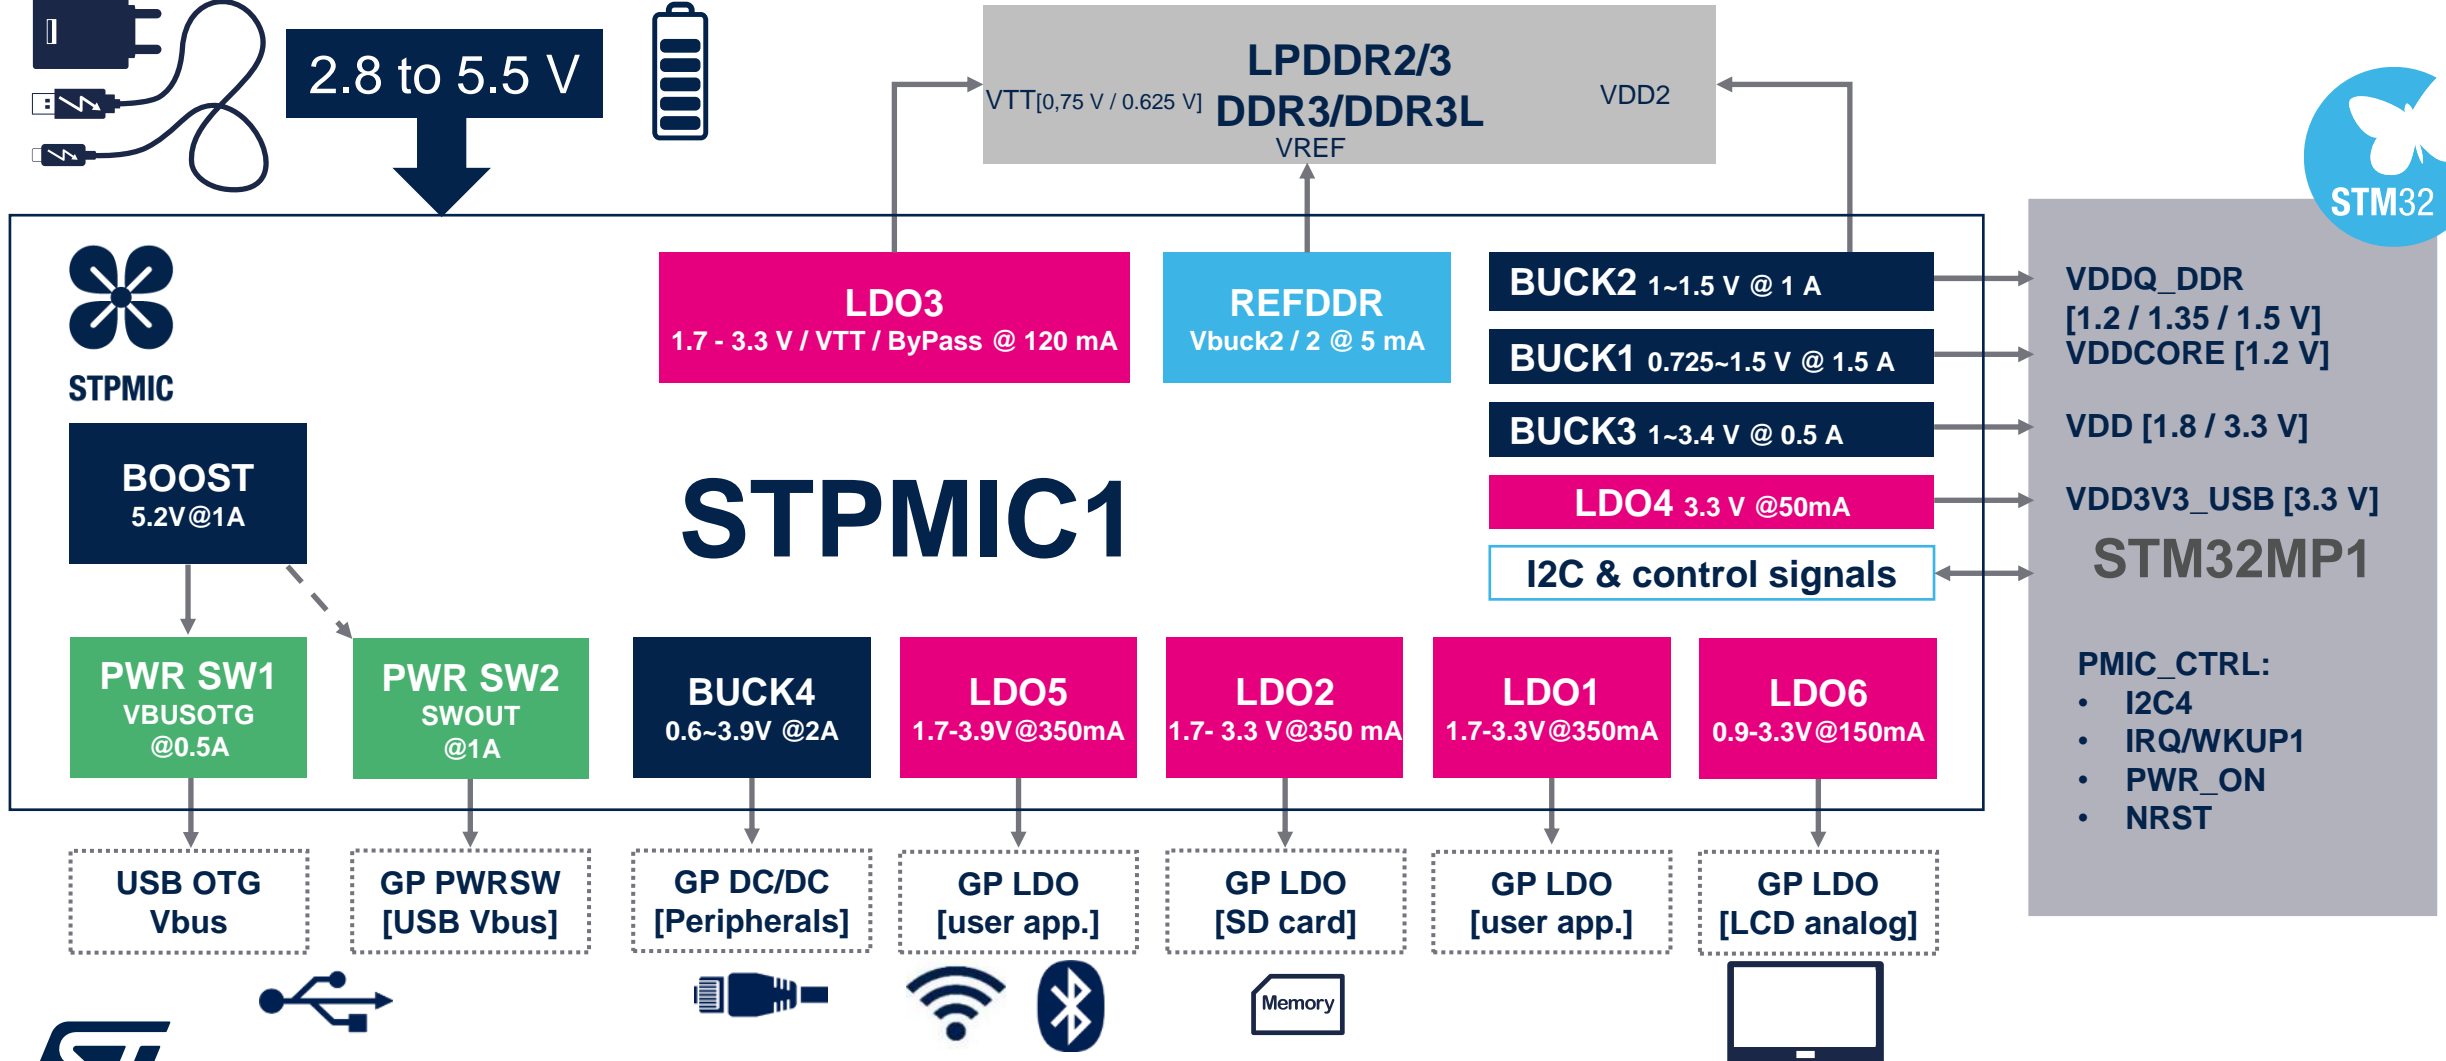 2.8 to 5.5 V
LPDDR2/3
DDR3/DDR3L
VTT[0,75 V / 0.625 V]
VDD2
VREF
STM32
STPMIC
LDO3
1.7 - 3.3 V / VTT / ByPass @ 120 mA
REFDDR
Vbuck2 / 2 @ 5 mA
BUCK2 1~1.5 V @ 1 A
BUCK1 0.725~1.5 V @ 1.5 A
BUCK3 1~3.4 V @ 0.5 A
LDO4 3.3 V @50mA
I2C & control signals
VDDQ_DDR
[1.2 / 1.35 / 1.5 V]
VDDCORE [1.2 V]
VDD [1.8 / 3.3 V]
VDD3V3_USB [3.3 V]
STM32MP1
PMIC_CTRL:
• I2C4
• IRQ/WKUP1
• PWR_ON
• NRST
BOOST
5.2V@1A
STPMIC1
PWR SW1
VBUSOTG
@0.5A
PWR SW2
SWOUT
@1A
BUCK4
0.6~3.9V @2A
LDO5
1.7-3.9V@350mA
LDO2
1.7- 3.3 V@350 mA
LDO1
1.7-3.3V@350mA
LDO6
0.9-3.3V@150mA
USB OTG
Vbus
GP PWRSW
[USB Vbus]
GP DC/DC
[Peripherals]
GP LDO
[user app.]
GP LDO
[SD card]
GP LDO
[user app.]
GP LDO
[LCD analog]
Memory